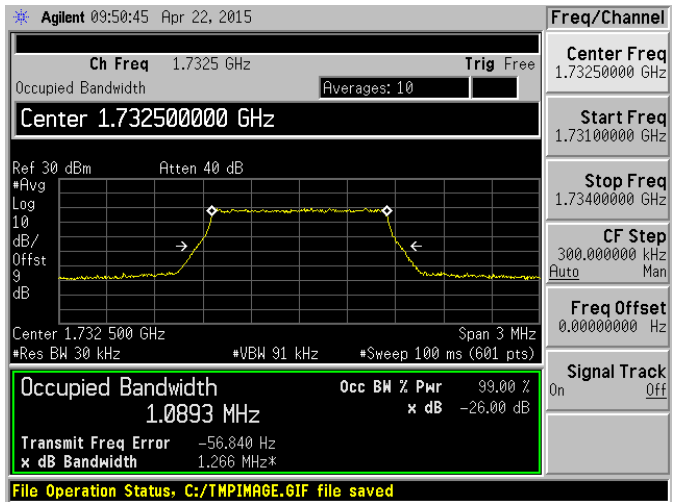 Agilent 09:50:45 Apr 22, 2015
Freq/Channel
Ch Freq 1.7325 GHz Trig Free
Occupied Bandwidth Averages: 10
Center 1.732500000 GHz
Ref 30 dBm Atten 40 dB
#Avg
Log
10
dB/
Offst
9
dB
Center 1.732 500 GHz Span 3 MHz
#Res BW 30 kHz #VBW 91 kHz #Sweep 100 ms (601 pts)
Occupied Bandwidth Occ BW % Pwr 99.00 %
1.0893 MHz x dB -26.00 dB
Transmit Freq Error -56.840 Hz
x dB Bandwidth 1.266 MHz*
File Operation Status, C:/TMPIMAGE.GIF file saved
Center Freq
1.73250000 GHz
Start Freq
1.73100000 GHz
Stop Freq
1.73400000 GHz
CF Step
300.000000 kHz
Auto Man
Freq Offset
0.00000000 Hz
Signal Track
On Off